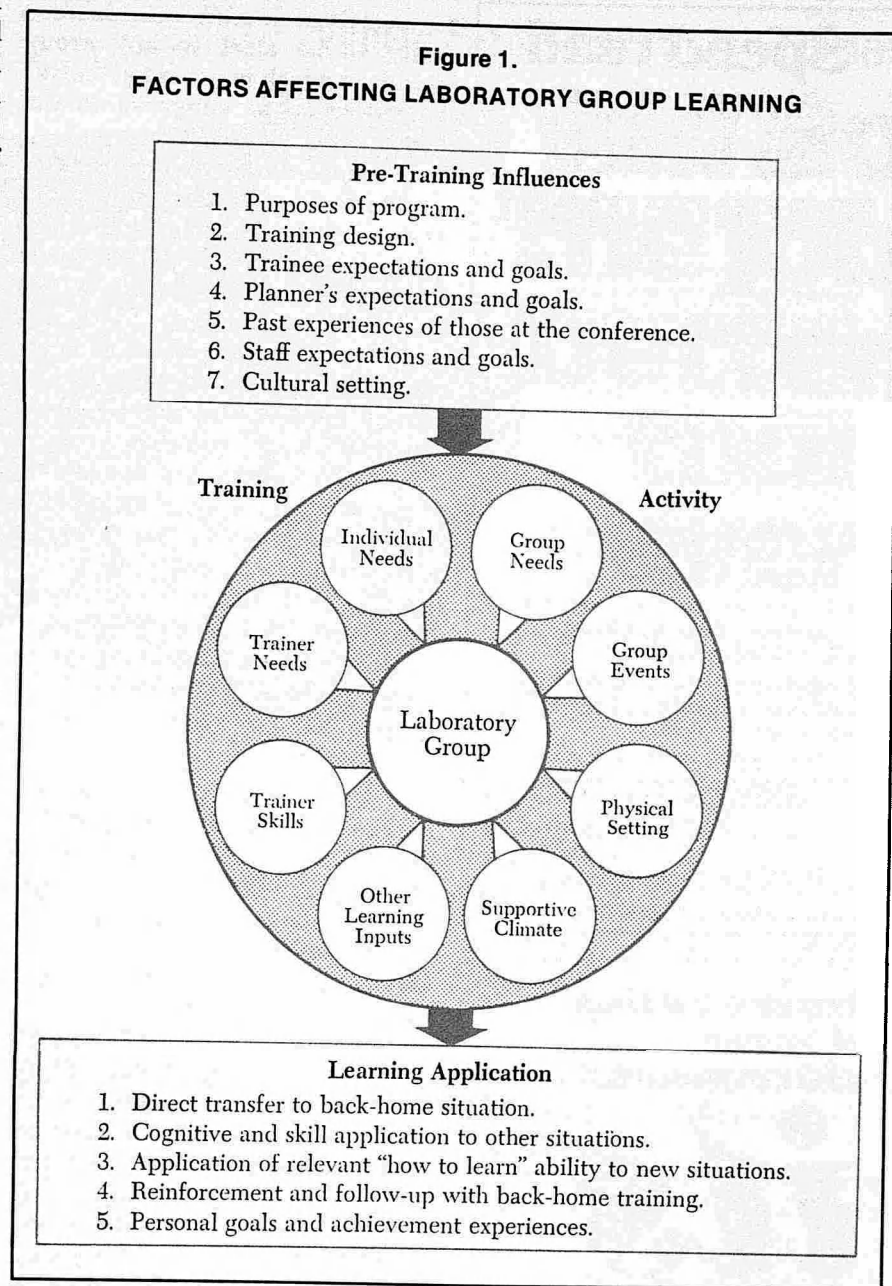 Figure 1.
FACTORS AFFECTING LABORATORY GROUP LEARNING
Pre-Training Influences
1. Purposes of program.
2. Training design.
3. Trainee expectations and goals.
4. Planner's expectations and goals.
5. Past experiences of those at the conference.
6. Staff expectations and goals.
7. Cultural setting.
Training
Activity
Individual
Needs
Group
Needs
Trainer
Needs
Group
Events
Laboratory
Group
Trainer
Skills
Physical
Setting
Other
Learning
Inputs
Supportive
Climate
Learning Application
1. Direct transfer to back-home situation.
2. Cognitive and skill application to other situations.
3. Application of relevant "how to learn" ability to new situations.
4. Reinforcement and follow-up with back-home training.
5. Personal goals and achievement experiences.